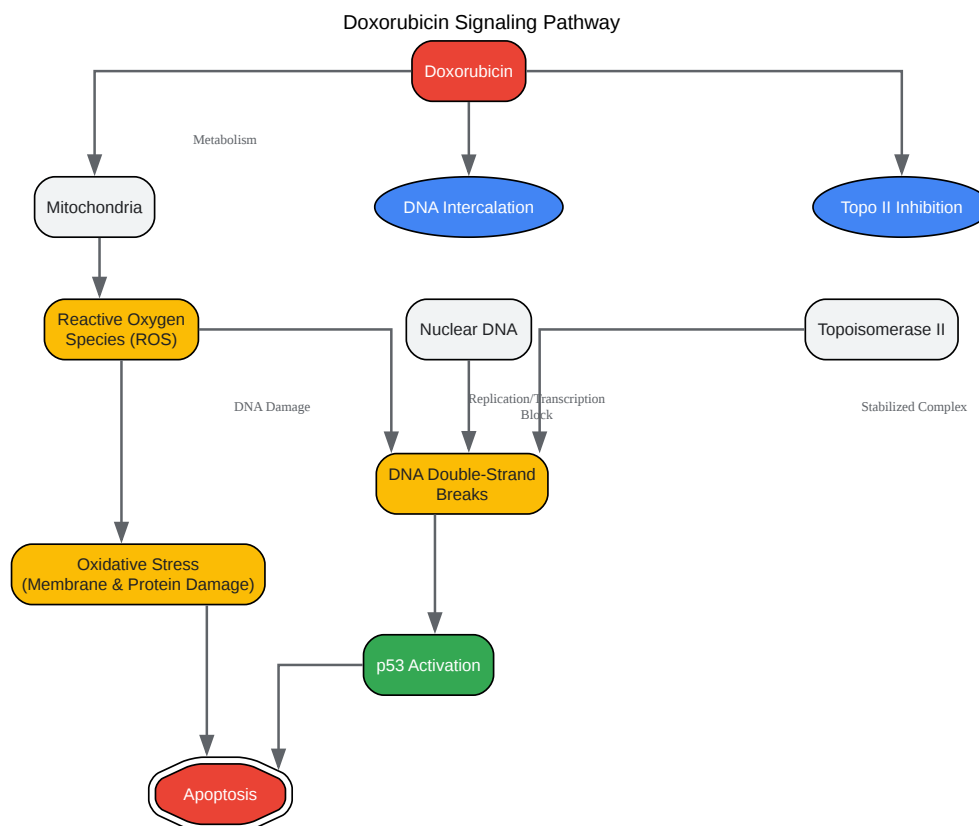 Doxorubicin Signaling Pathway
Doxorubicin
Metabolism
Mitochondria
DNA Intercalation
Topo II Inhibition
Reactive Oxygen
Species (ROS)
Nuclear DNA
Topoisomerase II
DNA Damage
Replication/Transcription
Block
Stabilized Complex
DNA Double-Strand
Breaks
Oxidative Stress
(Membrane & Protein Damage)
p53 Activation
Apoptosis